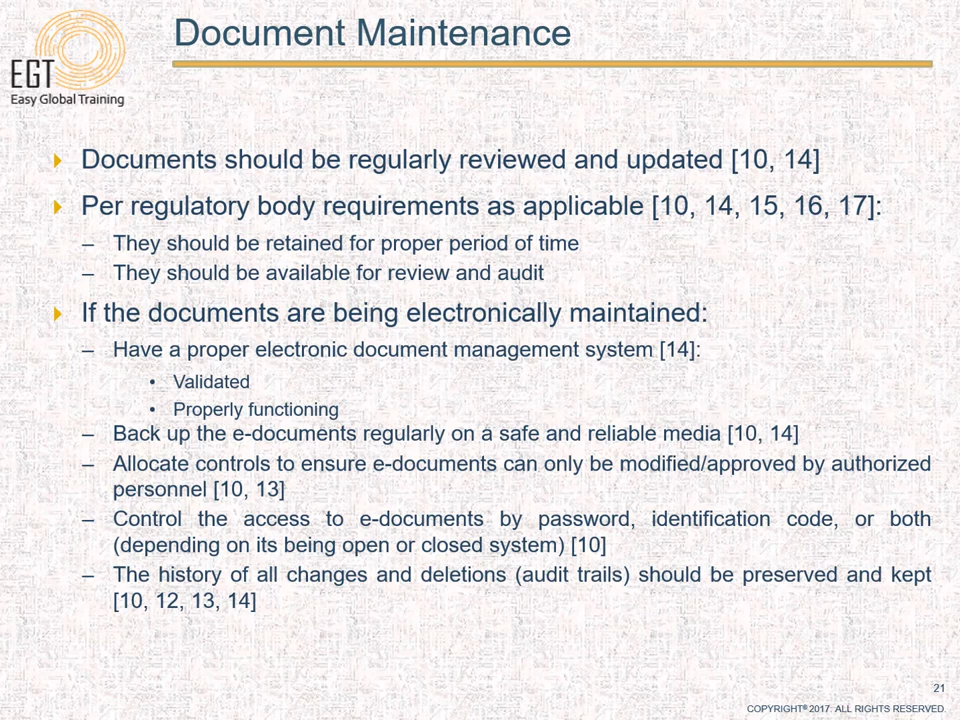 Document Maintenance
EGT
Easy Global Training
Documents should be regularly reviewed and updated [10, 14]
Per regulatory body requirements as applicable [10, 14, 15, 16, 17]:
– They should be retained for proper period of time
– They should be available for review and audit
If the documents are being electronically maintained:
– Have a proper electronic document management system [14]:
• Validated
• Properly functioning
– Back up the e-documents regularly on a safe and reliable media [10, 14]
– Allocate controls to ensure e-documents can only be modified/approved by authorized
personnel [10, 13]
– Control the access to e-documents by password, identification code, or both
(depending on its being open or closed system) [10]
– The history of all changes and deletions (audit trails) should be preserved and kept
[10, 12, 13, 14]
21
COPYRIGHT® 2017. ALL RIGHTS RESERVED.